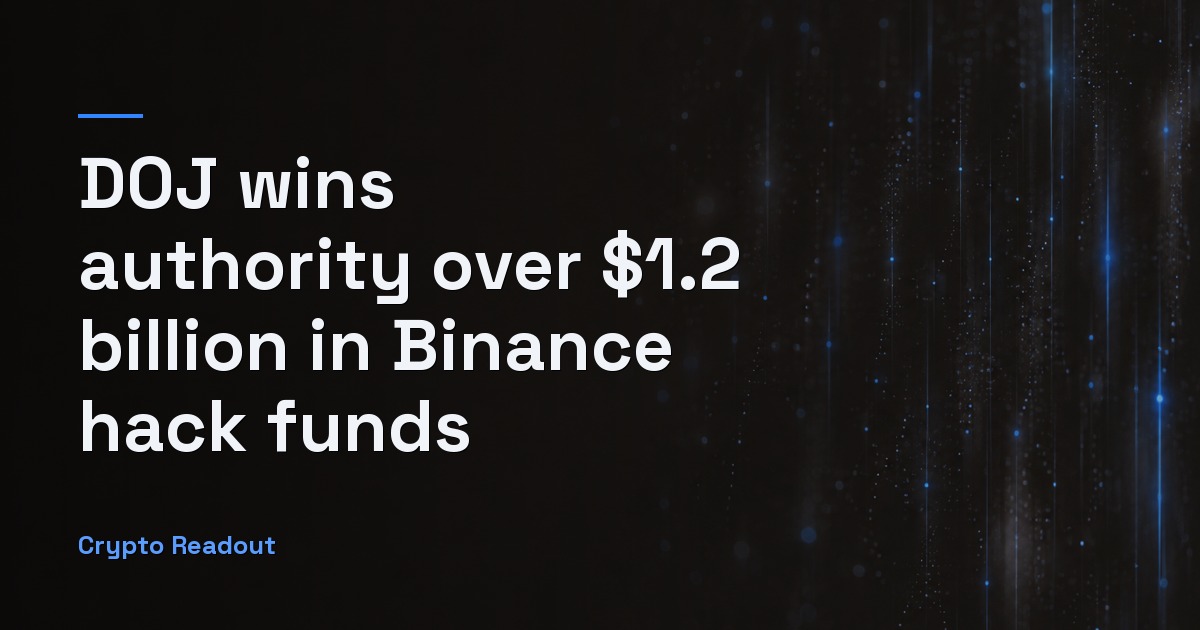 DOJ wins
authority over $1.2
billion in Binance
hack funds
Crypto Readout